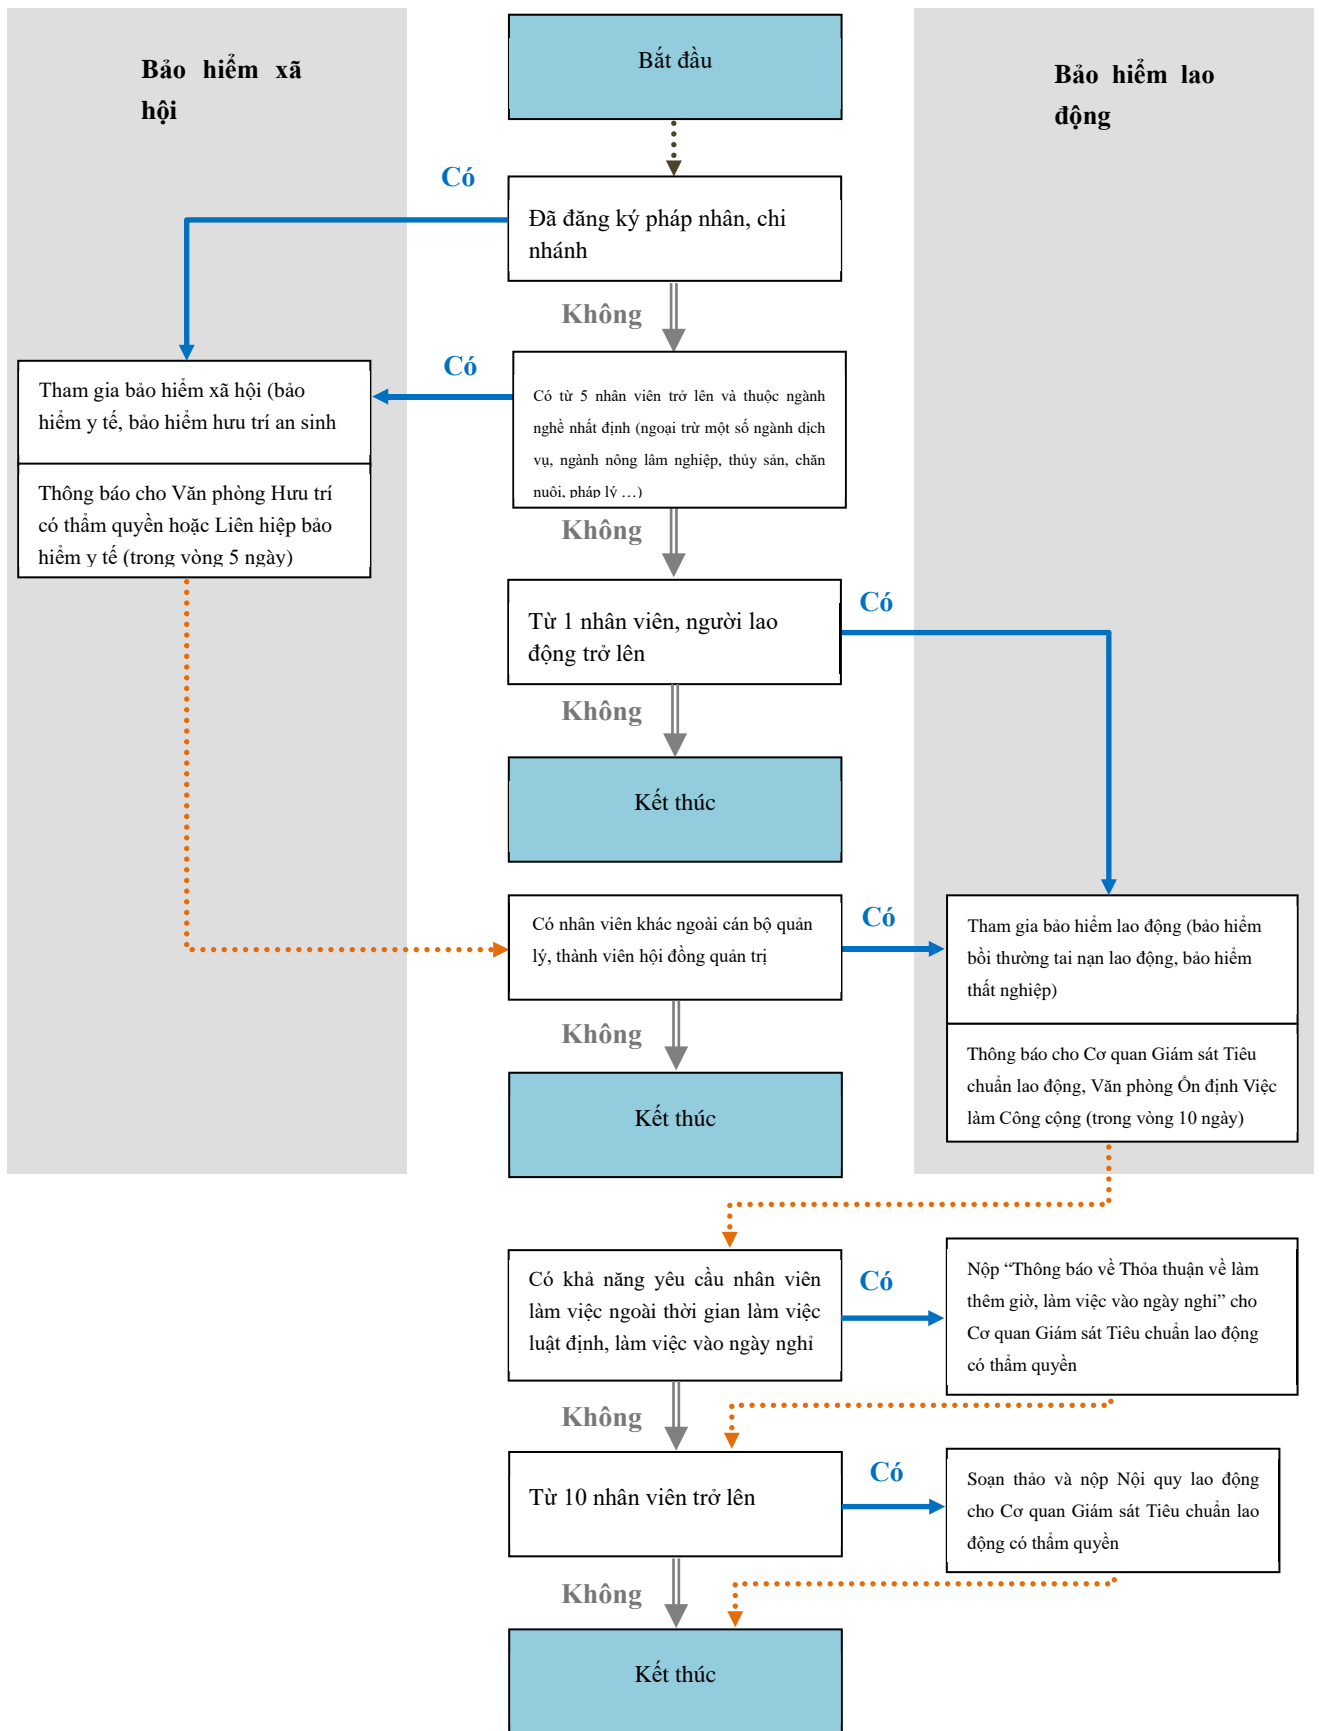 Bảo hiểm xã
hội
Bắt đầu
Bảo hiểm lao
động
Có
Đã đăng ký pháp nhân, chi
nhánh
Không
Có
Tham gia bảo hiểm xã hội (bảo
hiểm y tế, bảo hiểm hưu trí an sinh
Thông báo cho Văn phòng Hưu trí
có thẩm quyền hoặc Liên hiệp bảo
hiểm y tế (trong vòng 5 ngày)
Có từ 5 nhân viên trở lên và thuộc ngành
nghề nhất định (ngoại trừ một số ngành dịch
vụ, ngành nông lâm nghiệp, thủy sản, chăn
nuôi, pháp lý …)
Không
Từ 1 nhân viên, người lao
động trở lên
Có
Không
Kết thúc
Có nhân viên khác ngoài cán bộ quản
lý, thành viên hội đồng quản trị
Có
Tham gia bảo hiểm lao động (bảo hiểm
bồi thường tai nạn lao động, bảo hiểm
thất nghiệp)
Thông báo cho Cơ quan Giám sát Tiêu
chuẩn lao động, Văn phòng Ổn định Việc
làm Công cộng (trong vòng 10 ngày)
Không
Kết thúc
Có khả năng yêu cầu nhân viên
làm việc ngoài thời gian làm việc
luật định, làm việc vào ngày nghỉ
Có
Nộp “Thông báo về Thỏa thuận về làm
thêm giờ, làm việc vào ngày nghỉ” cho
Cơ quan Giám sát Tiêu chuẩn lao động
có thẩm quyền
Không
Từ 10 nhân viên trở lên
Có
Soạn thảo và nộp Nội quy lao động
cho Cơ quan Giám sát Tiêu chuẩn lao
động có thẩm quyền
Không
Kết thúc